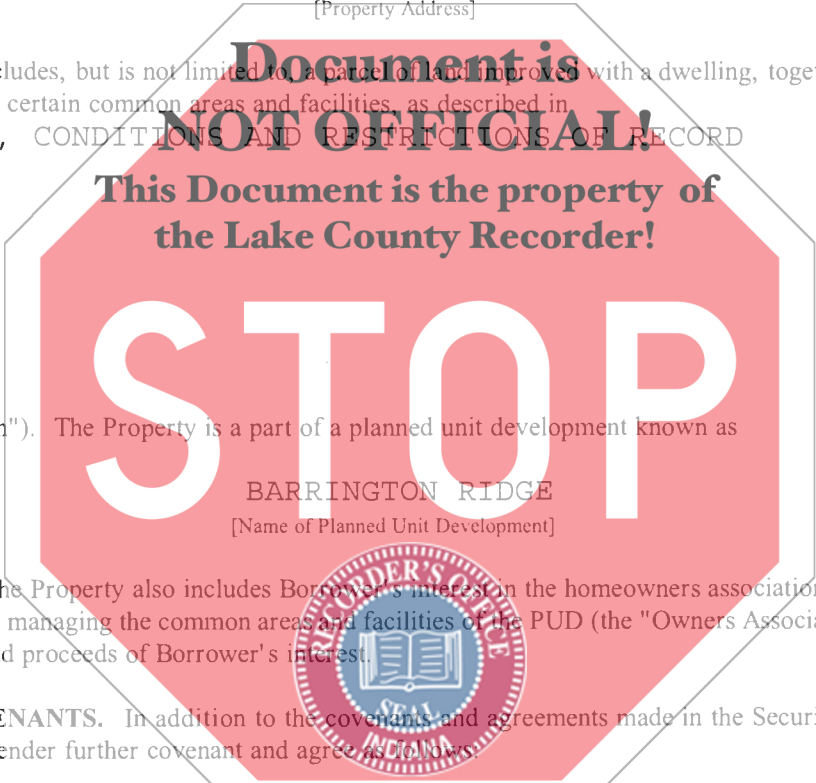 [Property Address]
Document is
cludes, but is not limited to, a parcel of land improved with a dwelling, toge
certain common areas and facilities, as described in
NOT OFFICIAL!
, CONDITIONS AND RESTRICTIONS OF RECORD
This Document is the property of
the Lake County Recorder!
STOP
n"). The Property is a part of a planned unit development known as
BARRINGTON RIDGE
[Name of Planned Unit Development]
he Property also includes Borrower's interest in the homeowners association
managing the common areas and facilities of the PUD (the "Owners Associa
d proceeds of Borrower's interest.
RECORDER'S OFFICE
SEAL
INDIANA
ENANTS. In addition to the covenants and agreements made in the Securi
ender further covenant and agree as follows: